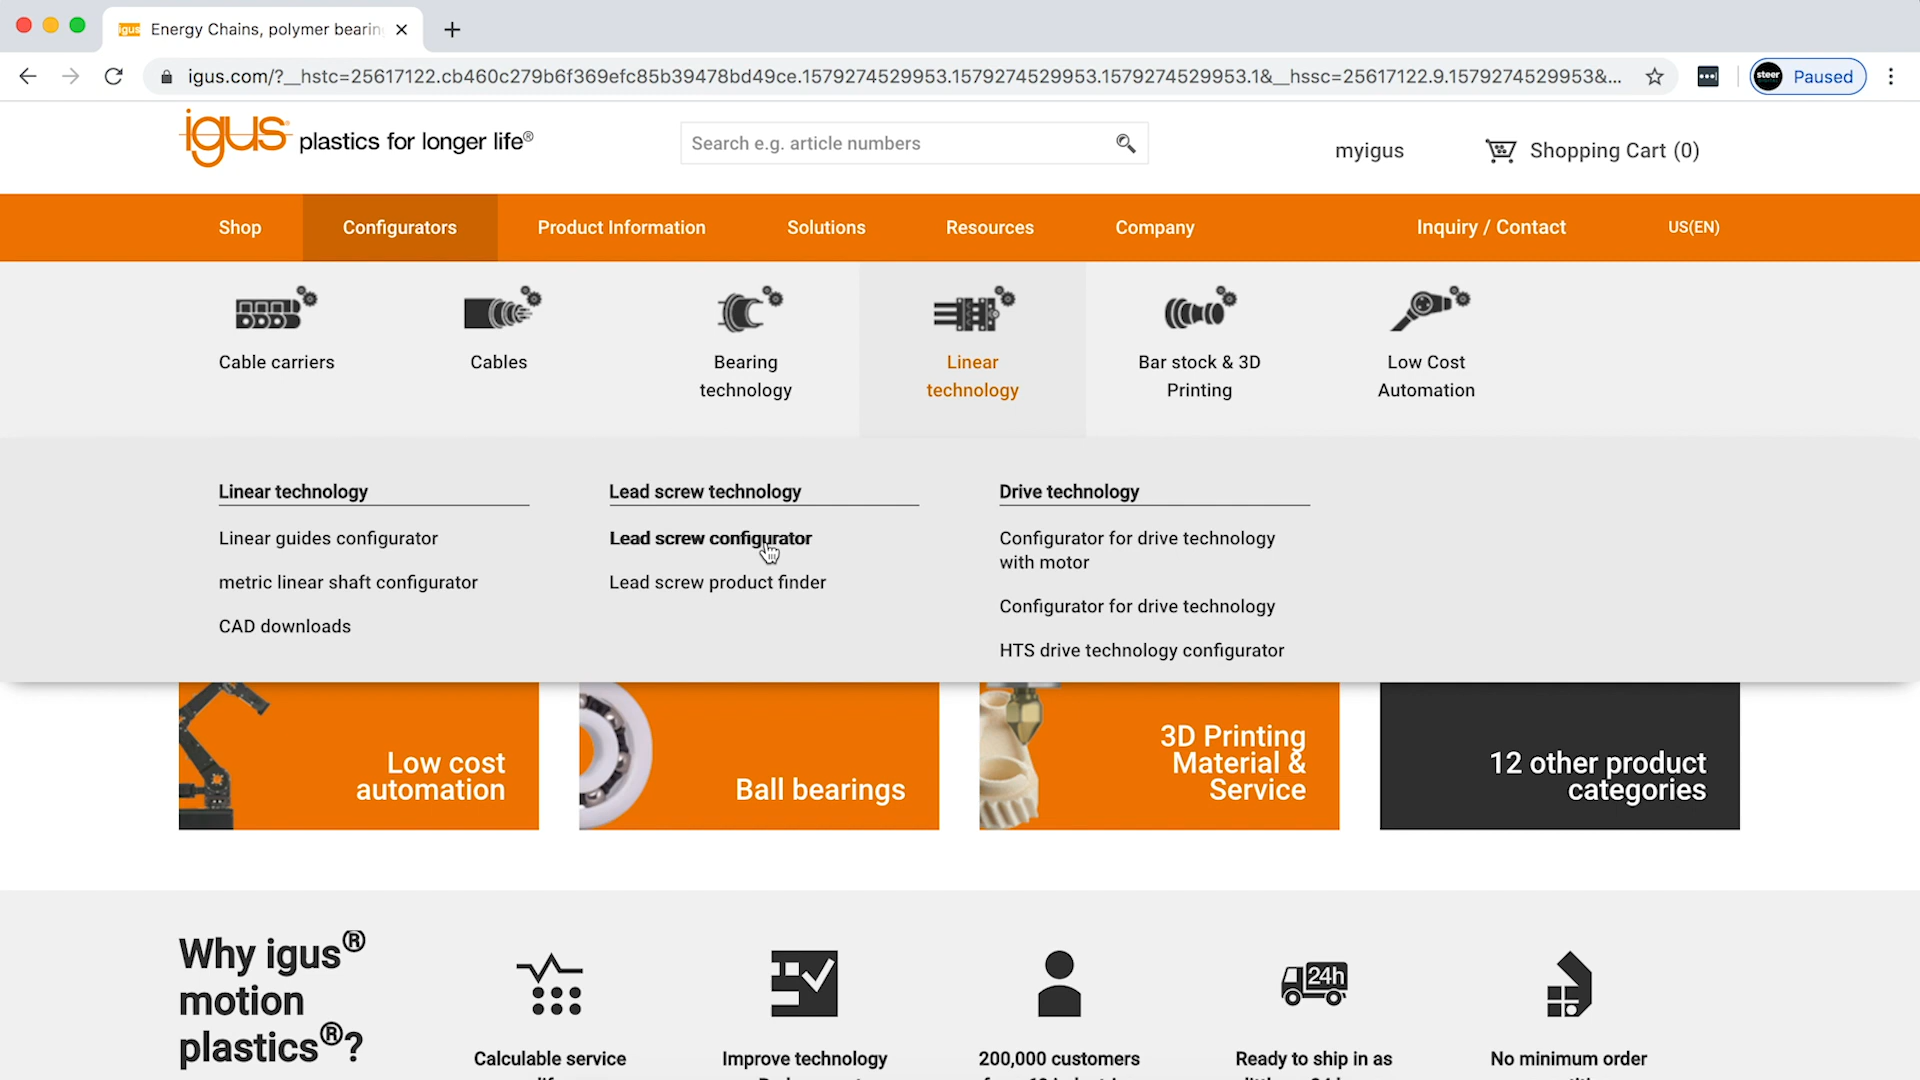 igus Energy Chains, polymer bearin
igus.com/?__hstc=25617122.cb460c279b6f369efc85b39478bd49ce.1579274529953.1579274529953.1579274529953.1&__hssc=25617122.9.1579274529953&...
steer Paused
igus® plastics for longer life®
Search e.g. article numbers
myigus
Shopping Cart (0)
Shop Configurators Product Information Solutions Resources Company Inquiry / Contact US(EN)
Cable carriers
Cables
Bearing
technology
Linear
technology
Bar stock & 3D
Printing
Low Cost
Automation
Linear technology
Linear guides configurator
metric linear shaft configurator
CAD downloads
Lead screw technology
Lead screw configurator
Lead screw product finder
Drive technology
Configurator for drive technology
with motor
Configurator for drive technology
HTS drive technology configurator
Low cost
automation
Ball bearings
3D Printing
Material &
Service
12 other product
categories
Why igus®
motion
plastics®?
Calculable service
Improve technology
200,000 customers
24h
Ready to ship in as
No minimum order